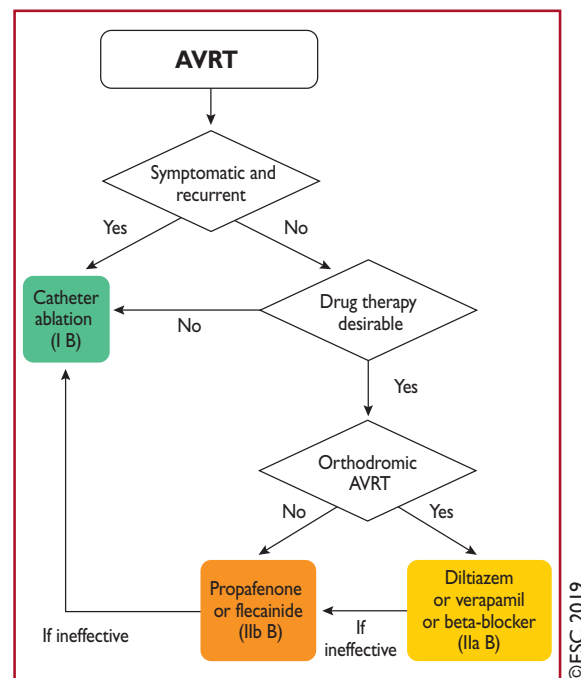 AVRT
Symptomatic and
recurrent
Yes
No
Catheter
ablation
(I B)
No
Drug therapy
desirable
Yes
Orthodromic
AVRT
No
Yes
Propafenone
or flecainide
(IIb B)
Diltiazem
or verapamil
or beta-blocker
(IIa B)
If ineffective
If
ineffective
©ESC 2019